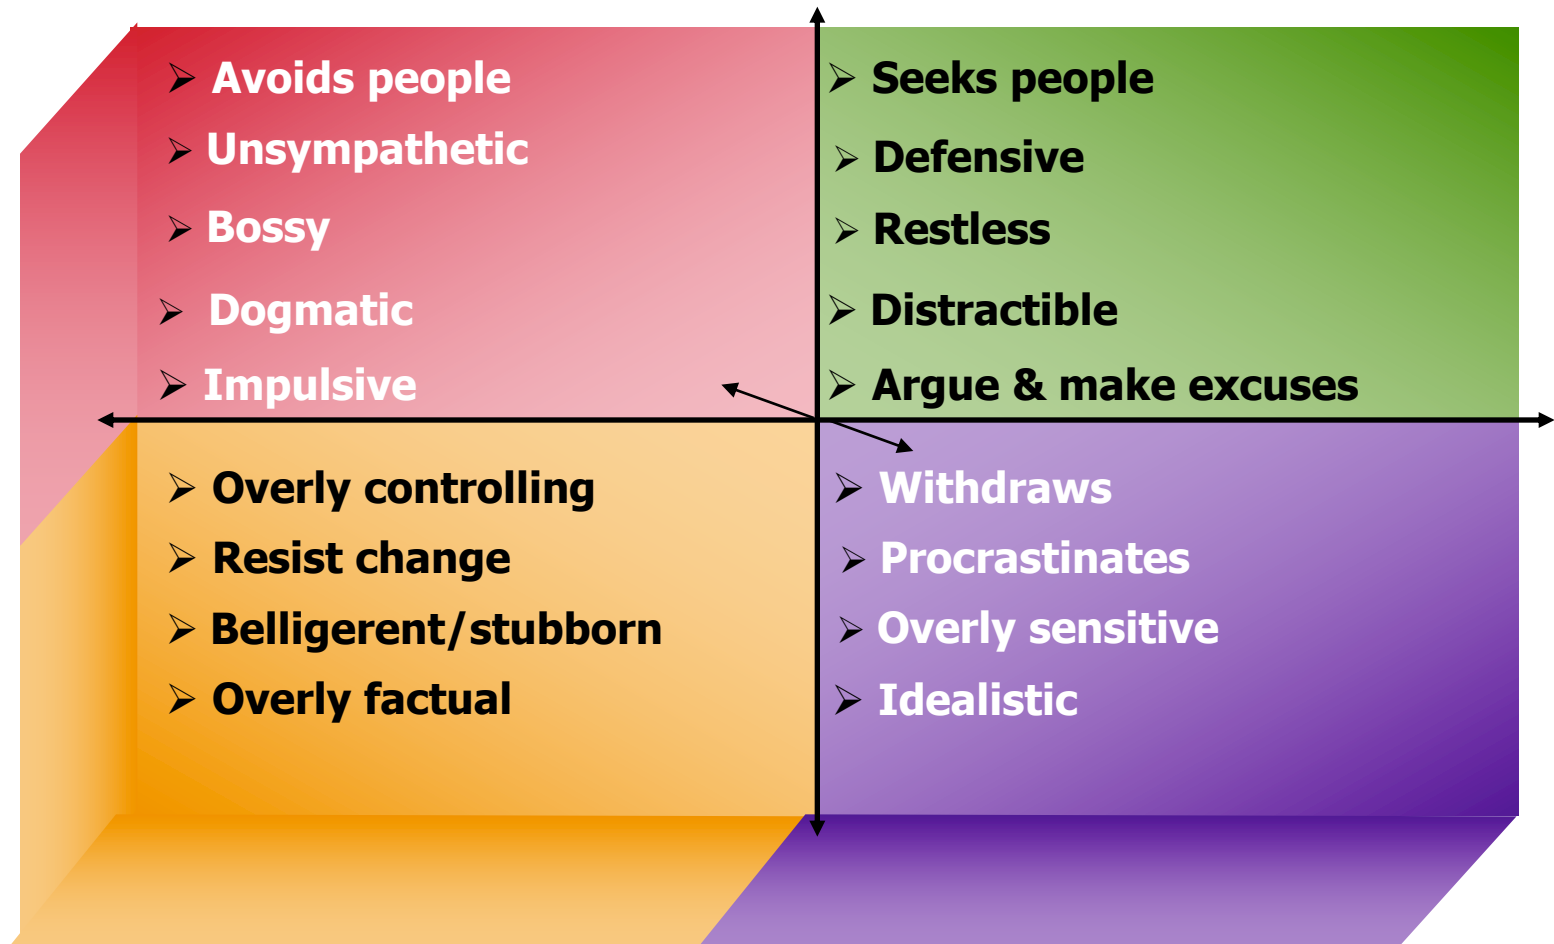 Avoids people
Unsympathetic
Bossy
Dogmatic
Impulsive
Seeks people
Defensive
Restless
Distractible
Argue & make excuses
Overly controlling
Resist change
Belligerent/stubborn
Overly factual
Withdraws
Procrastinates
Overly sensitive
Idealistic